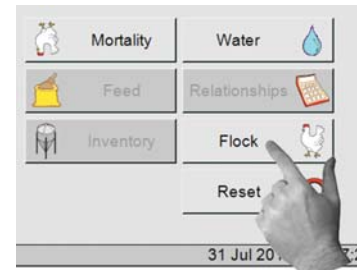 Mortality Water
Feed Relationships
Inventory Flock
Reset
31 Jul 20